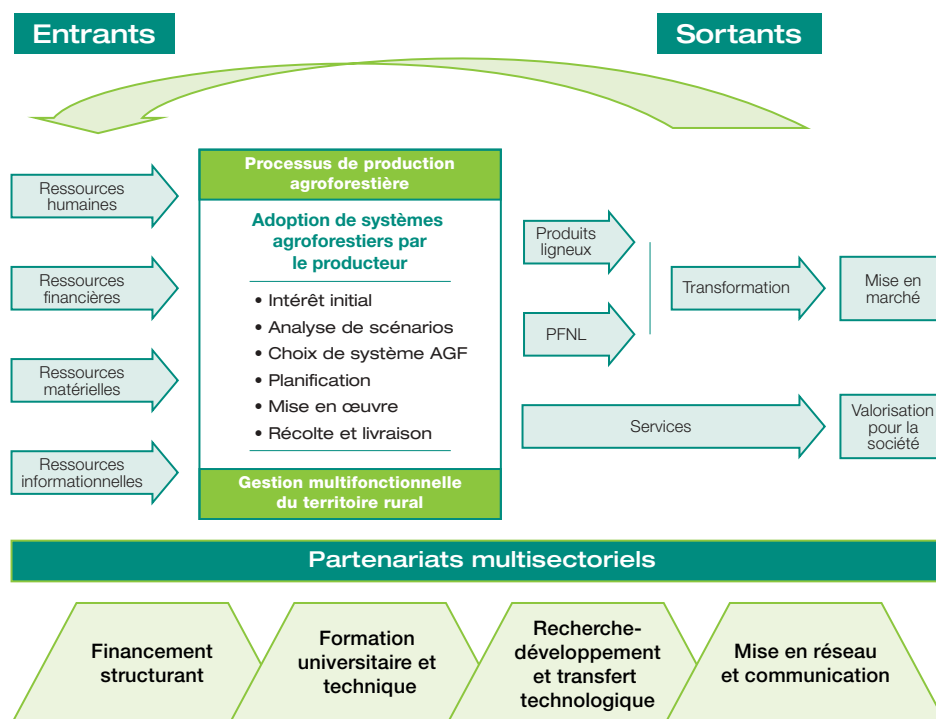 Entrants
Sortants
Ressources
humaines
Ressources
financières
Ressources
matérielles
Ressources
informationnelles
Processus de production
agroforestière
Adoption de systèmes
agroforestiers par
le producteur
• Intérêt initial
• Analyse de scénarios
• Choix de système AGF
• Planification
• Mise en œuvre
• Récolte et livraison
Gestion multifonctionnelle
du territoire rural
Produits
ligneux
PFNL
Transformation
Mise en
marché
Services
Valorisation
pour la
société
Partenariats multisectoriels
Financement
structurant
Formation
universitaire et
technique
Recherche-
développement
et transfert
technologique
Mise en réseau
et communication